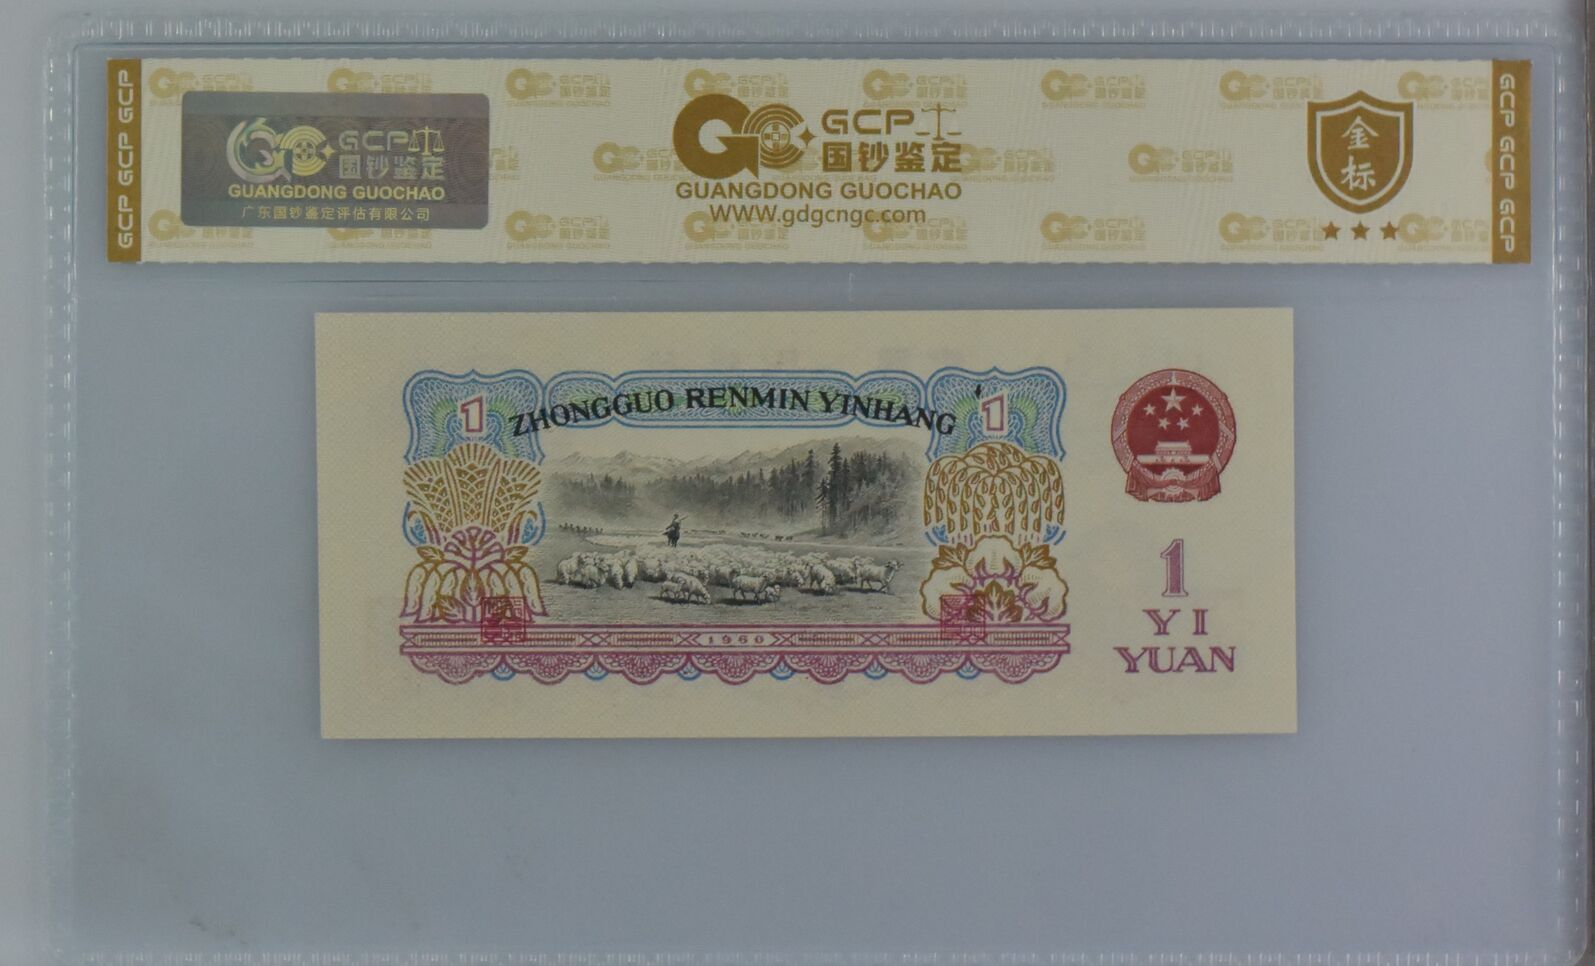 GCP GCP GCP
GCP
国钞鉴定
GUANGDONG GUOCHAO
广东国钞鉴定评估有限公司
GCP
国钞鉴定
GUANGDONG GUOCHAO
WWW.gdgcngc.com
金
标
GCP GCP GCP
1
ZHONGGUO RENMIN YINHANG
1
1960
1
YI
YUAN